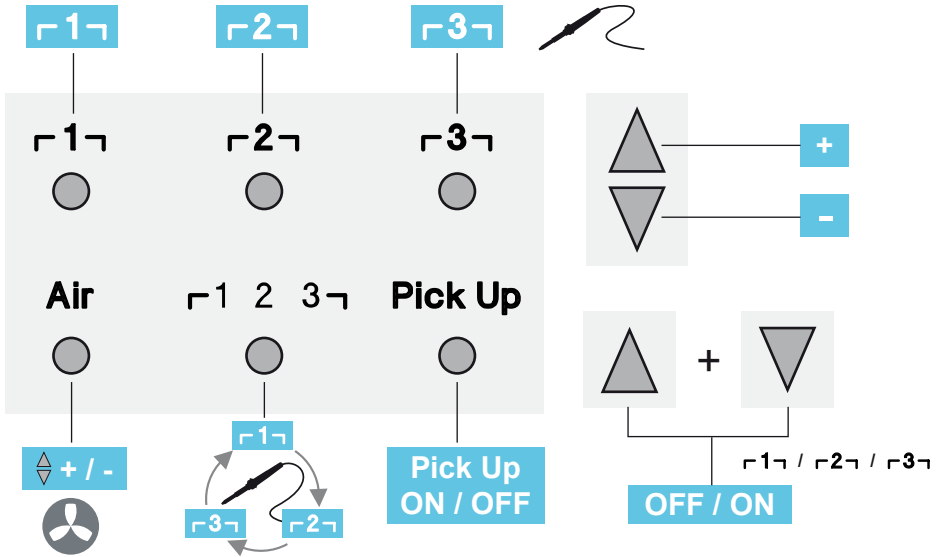 ┌1┐ ┌2┐ ┌3┐
┌1┐ ┌2┐ ┌3┐
+
-
Air ┌1 2 3┐ Pick Up
+
+ / -
┌1┐
┌3┐ ┌2┐
Pick Up
ON / OFF
┌1┐ / ┌2┐ / ┌3┐
OFF / ON